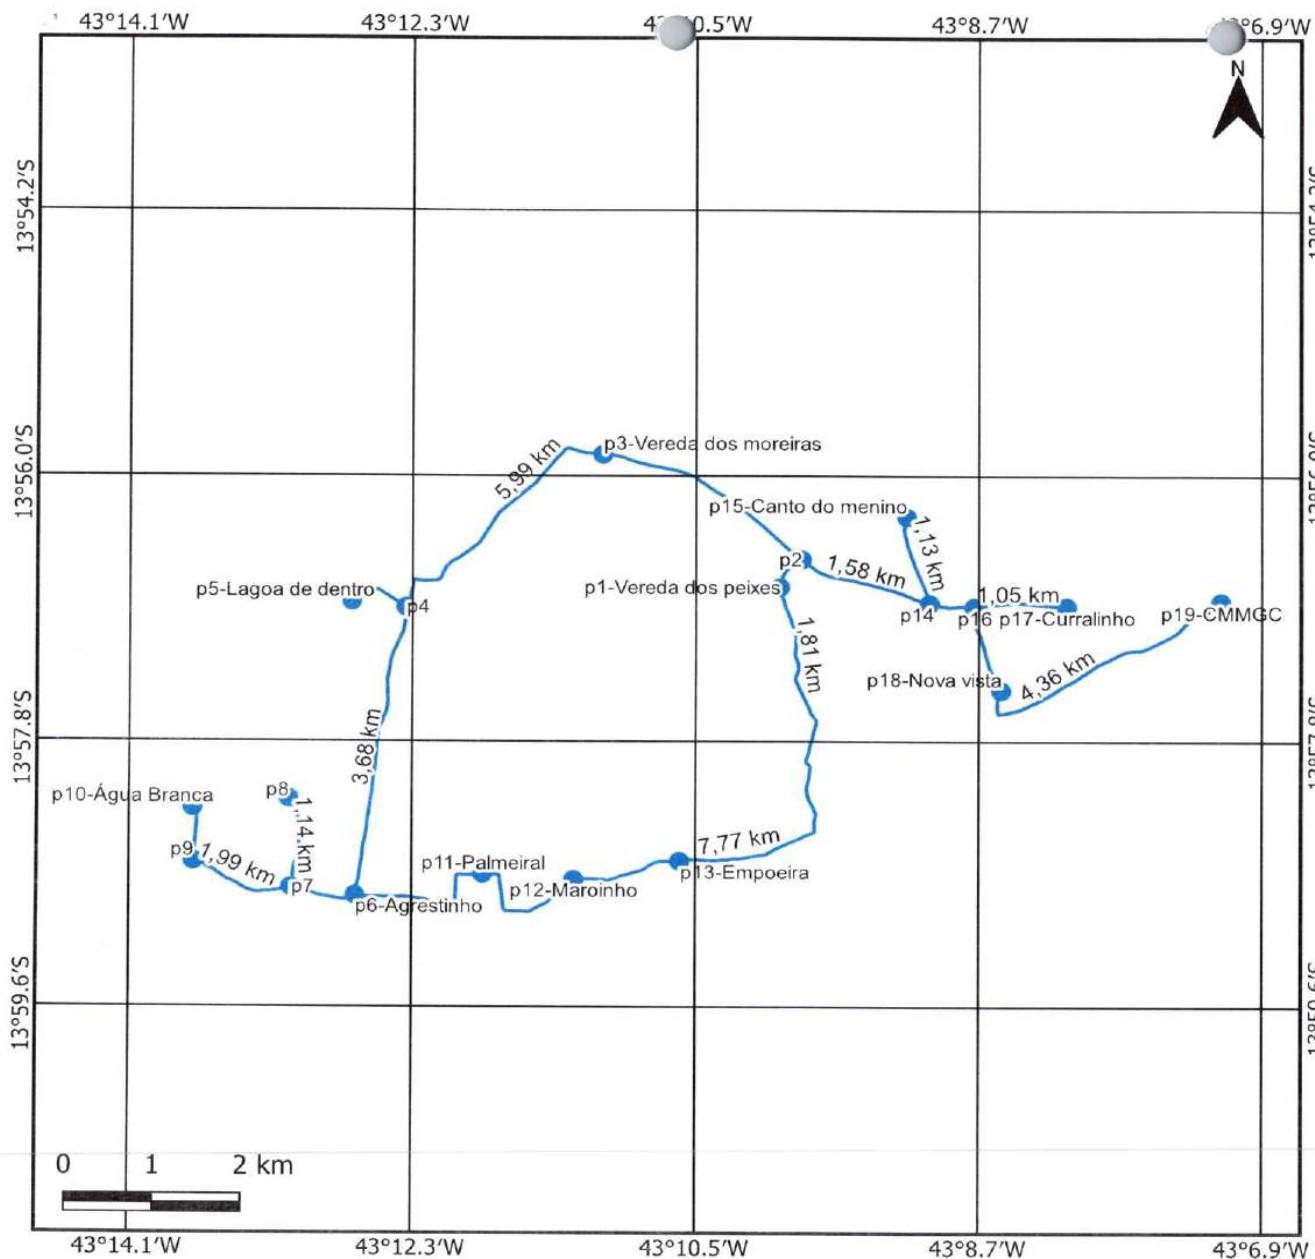 43°14.1'W 43°12.3'W 10.5'W 43°8.7'W °6.9'W
N
13°54.2'S
13°56.0'S
13°57.8'S
13°59.6'S
p3-Vereda dos moreiras
5,99 km
p15-Canto do menino
1,13 km
p2
1,58 km
p5-Lagoa de dentro
p1-Vereda dos peixes
1,05 km
p4
p14
p16
p17-Curralinho
p19-CMMGC
1,81 km
p18-Nova vista
4,36 km
3,68 km
p10-Água Branca
p8
1,14 km
7,77 km
p9
1,99 km
p11-Palmeiral
p13-Empoeira
p7
p12-Maroinho
p6-Agrestinho
0 1 2 km
43°14.1'W 43°12.3'W 43°10.5'W 43°8.7'W 43°6.9'W